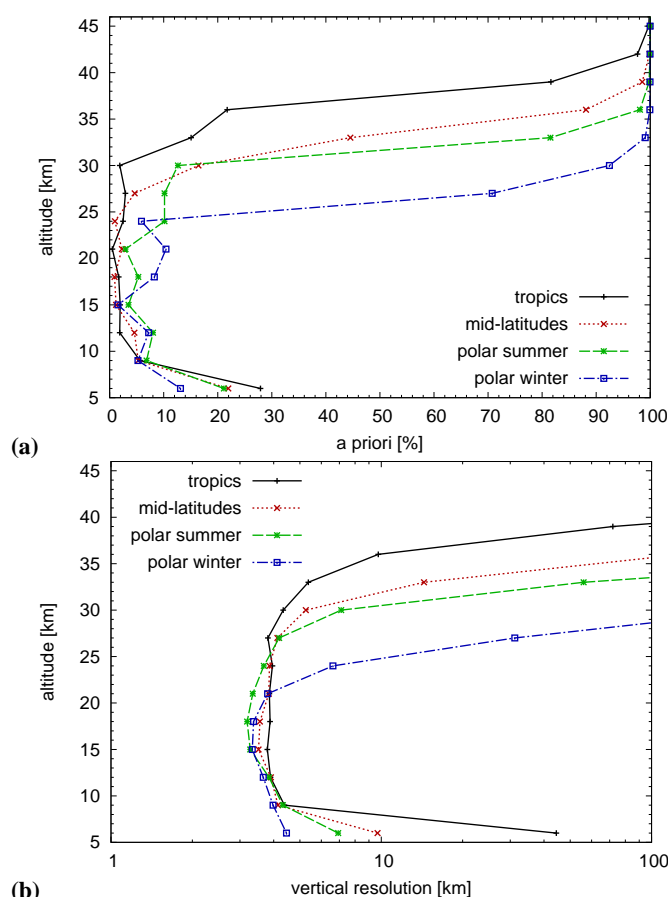 45
40
35
30
25
20
15
10
5
altitude [km]
tropics
mid-latitudes
polar summer
polar winter
0 10 20 30 40 50 60 70 80 90 100
a priori [%]
(a)
45
40
35
30
25
20
15
10
5
altitude [km]
tropics
mid-latitudes
polar summer
polar winter
1 10 100
vertical resolution [km]
(b)